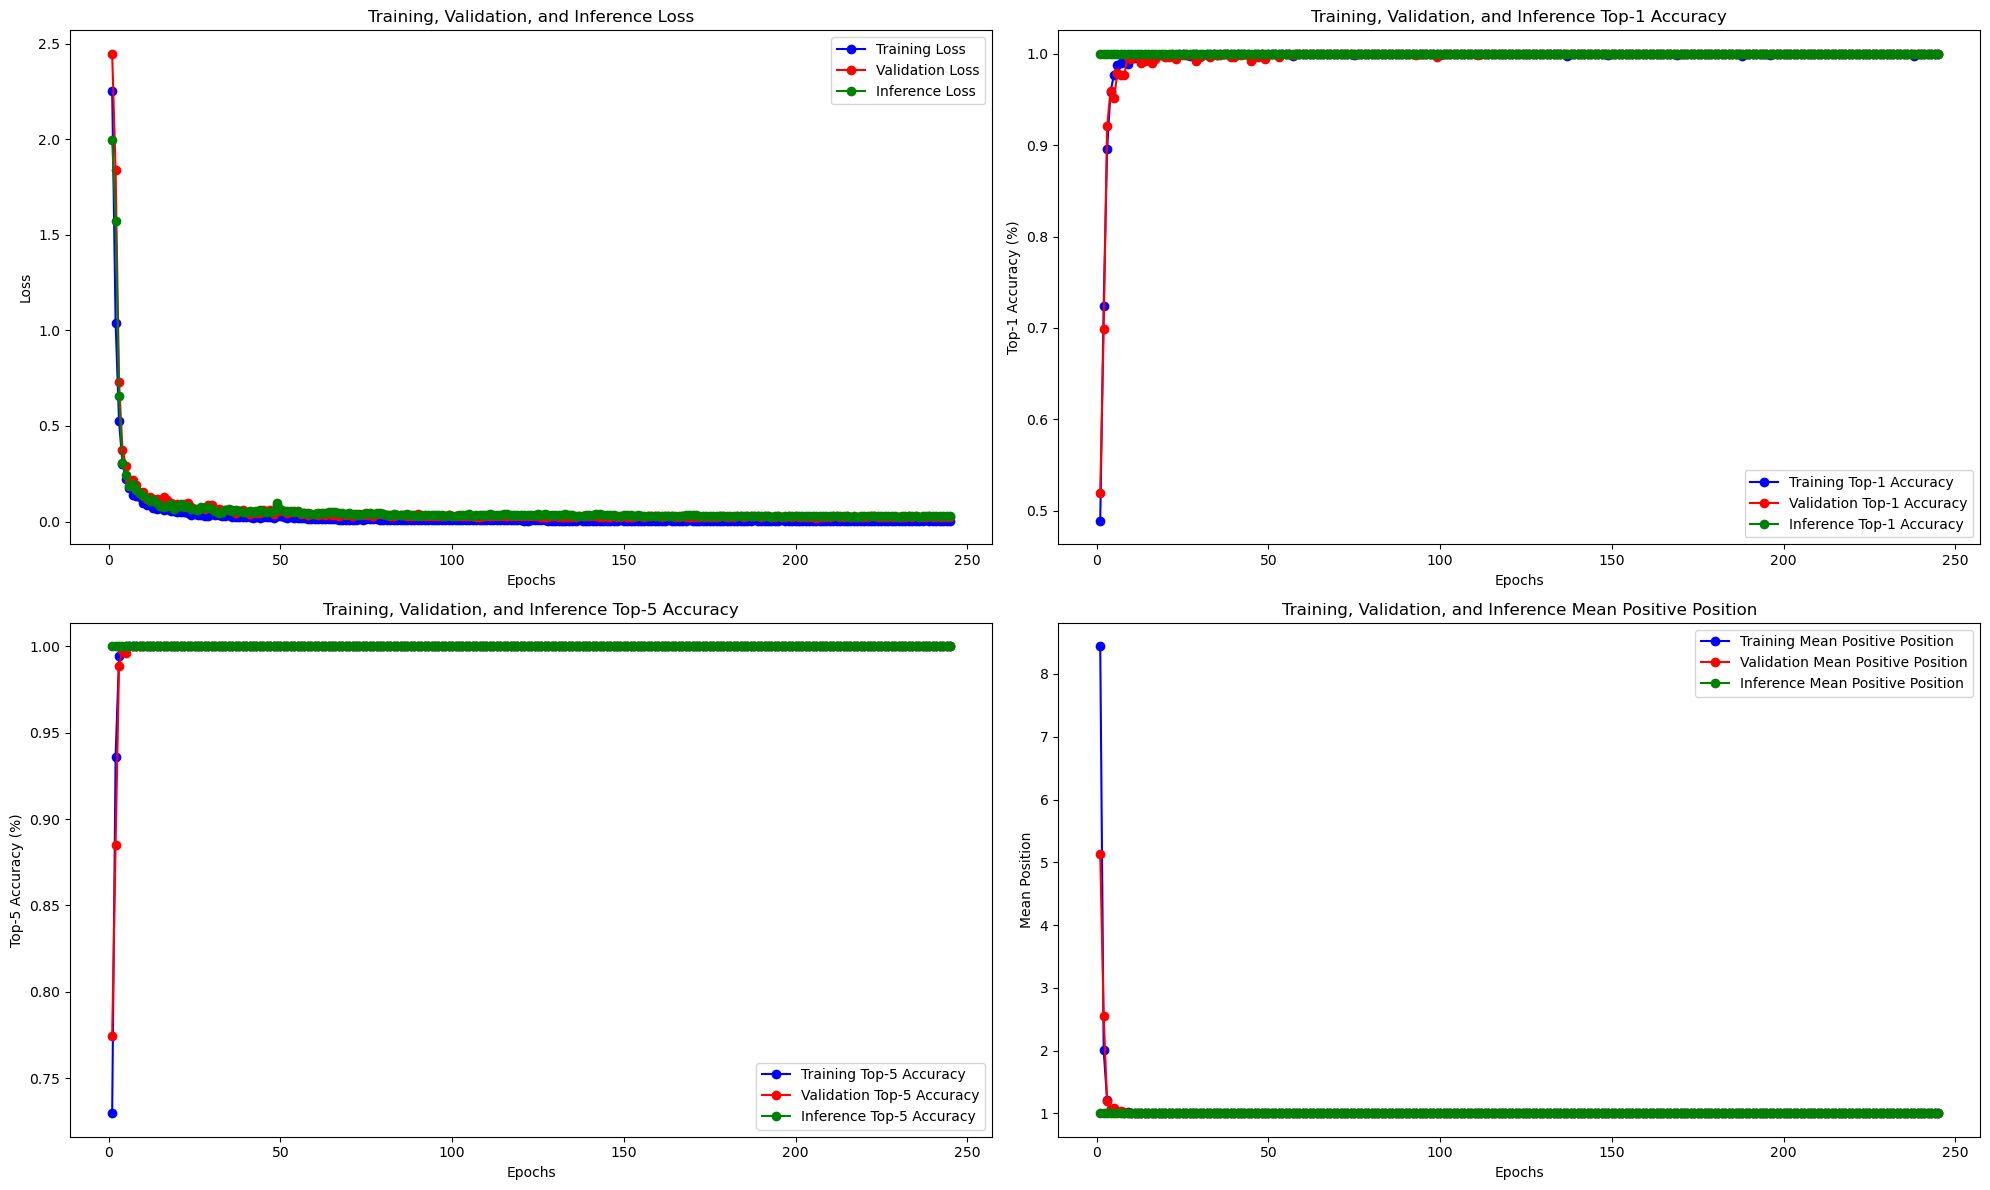 Training, Validation, and Inference Loss
2.5
2.0
1.5
1.0
0.5
0.0
Loss
Training Loss
Validation Loss
Inference Loss
0 50 100 150 200 250
Epochs
Training, Validation, and Inference Top-1 Accuracy
1.0
0.9
0.8
0.7
0.6
0.5
Top-1 Accuracy (%)
Training Top-1 Accuracy
Validation Top-1 Accuracy
Inference Top-1 Accuracy
0 50 100 150 200 250
Epochs
Training, Validation, and Inference Top-5 Accuracy
1.00
0.95
0.90
0.85
0.80
0.75
Top-5 Accuracy (%)
Training Top-5 Accuracy
Validation Top-5 Accuracy
Inference Top-5 Accuracy
0 50 100 150 200 250
Epochs
Training, Validation, and Inference Mean Positive Position
8
7
6
5
4
3
2
1
Mean Position
Training Mean Positive Position
Validation Mean Positive Position
Inference Mean Positive Position
0 50 100 150 200 250
Epochs